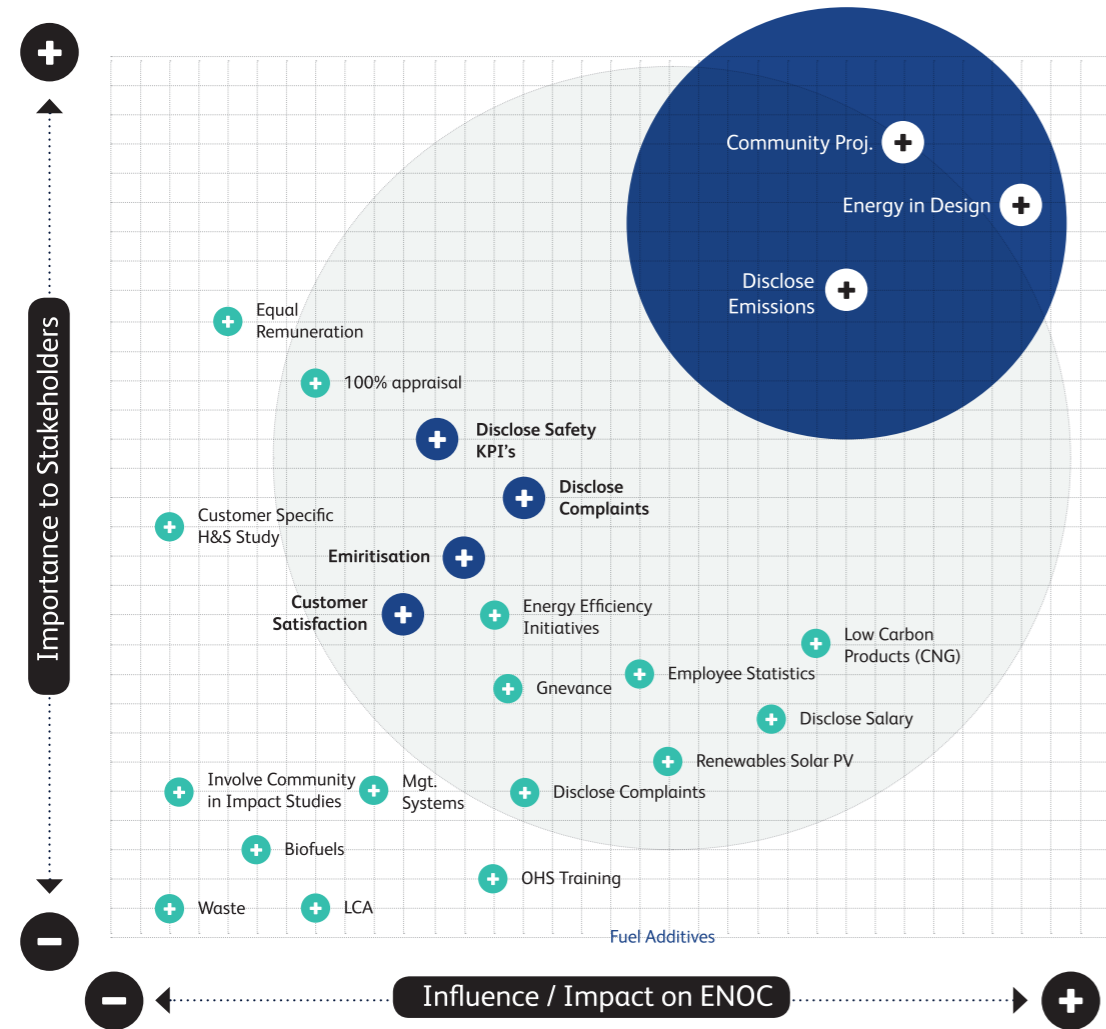 Community Proj.
Energy in Design
Disclose
Emissions
Equal
Remuneration
100% appraisal
Disclose Safety
KPI’s
Disclose
Complaints
Customer Specific
H&S Study
Emiritisation
Customer
Satisfaction
Energy Efficiency
Initiatives
Low Carbon
Products (CNG)
Employee Statistics
Gnevance
Disclose Salary
Renewables Solar PV
Involve Community
in Impact Studies
Mgt.
Systems
Disclose Complaints
Biofuels
OHS Training
Waste
LCA
Fuel Additives
Importance to Stakeholders
Influence / Impact on ENOC